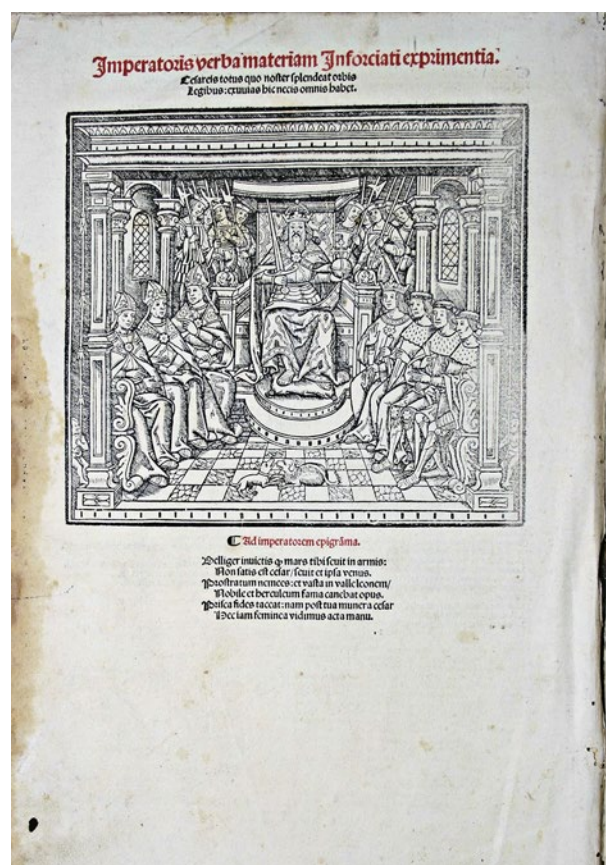 Imperatoris verba materiam Inforciati exprimentia.
Cesareis totus quo noster splendeat orbis
Legibus: exuuias hic necis omnis habet.
Ad imperatorem epigrāma.
Belliger inuictis ꝙ mars tibi seuit in armis:
Non satis est cesar/seuit et ipsa venus.
Prostratum nemees: et vasta in valle leonem/
Nobile et herculeum fama canebat opus.
Prisca fides taceat: nam post tua munera cesar
Hec iam feminea vidimus acta manu.